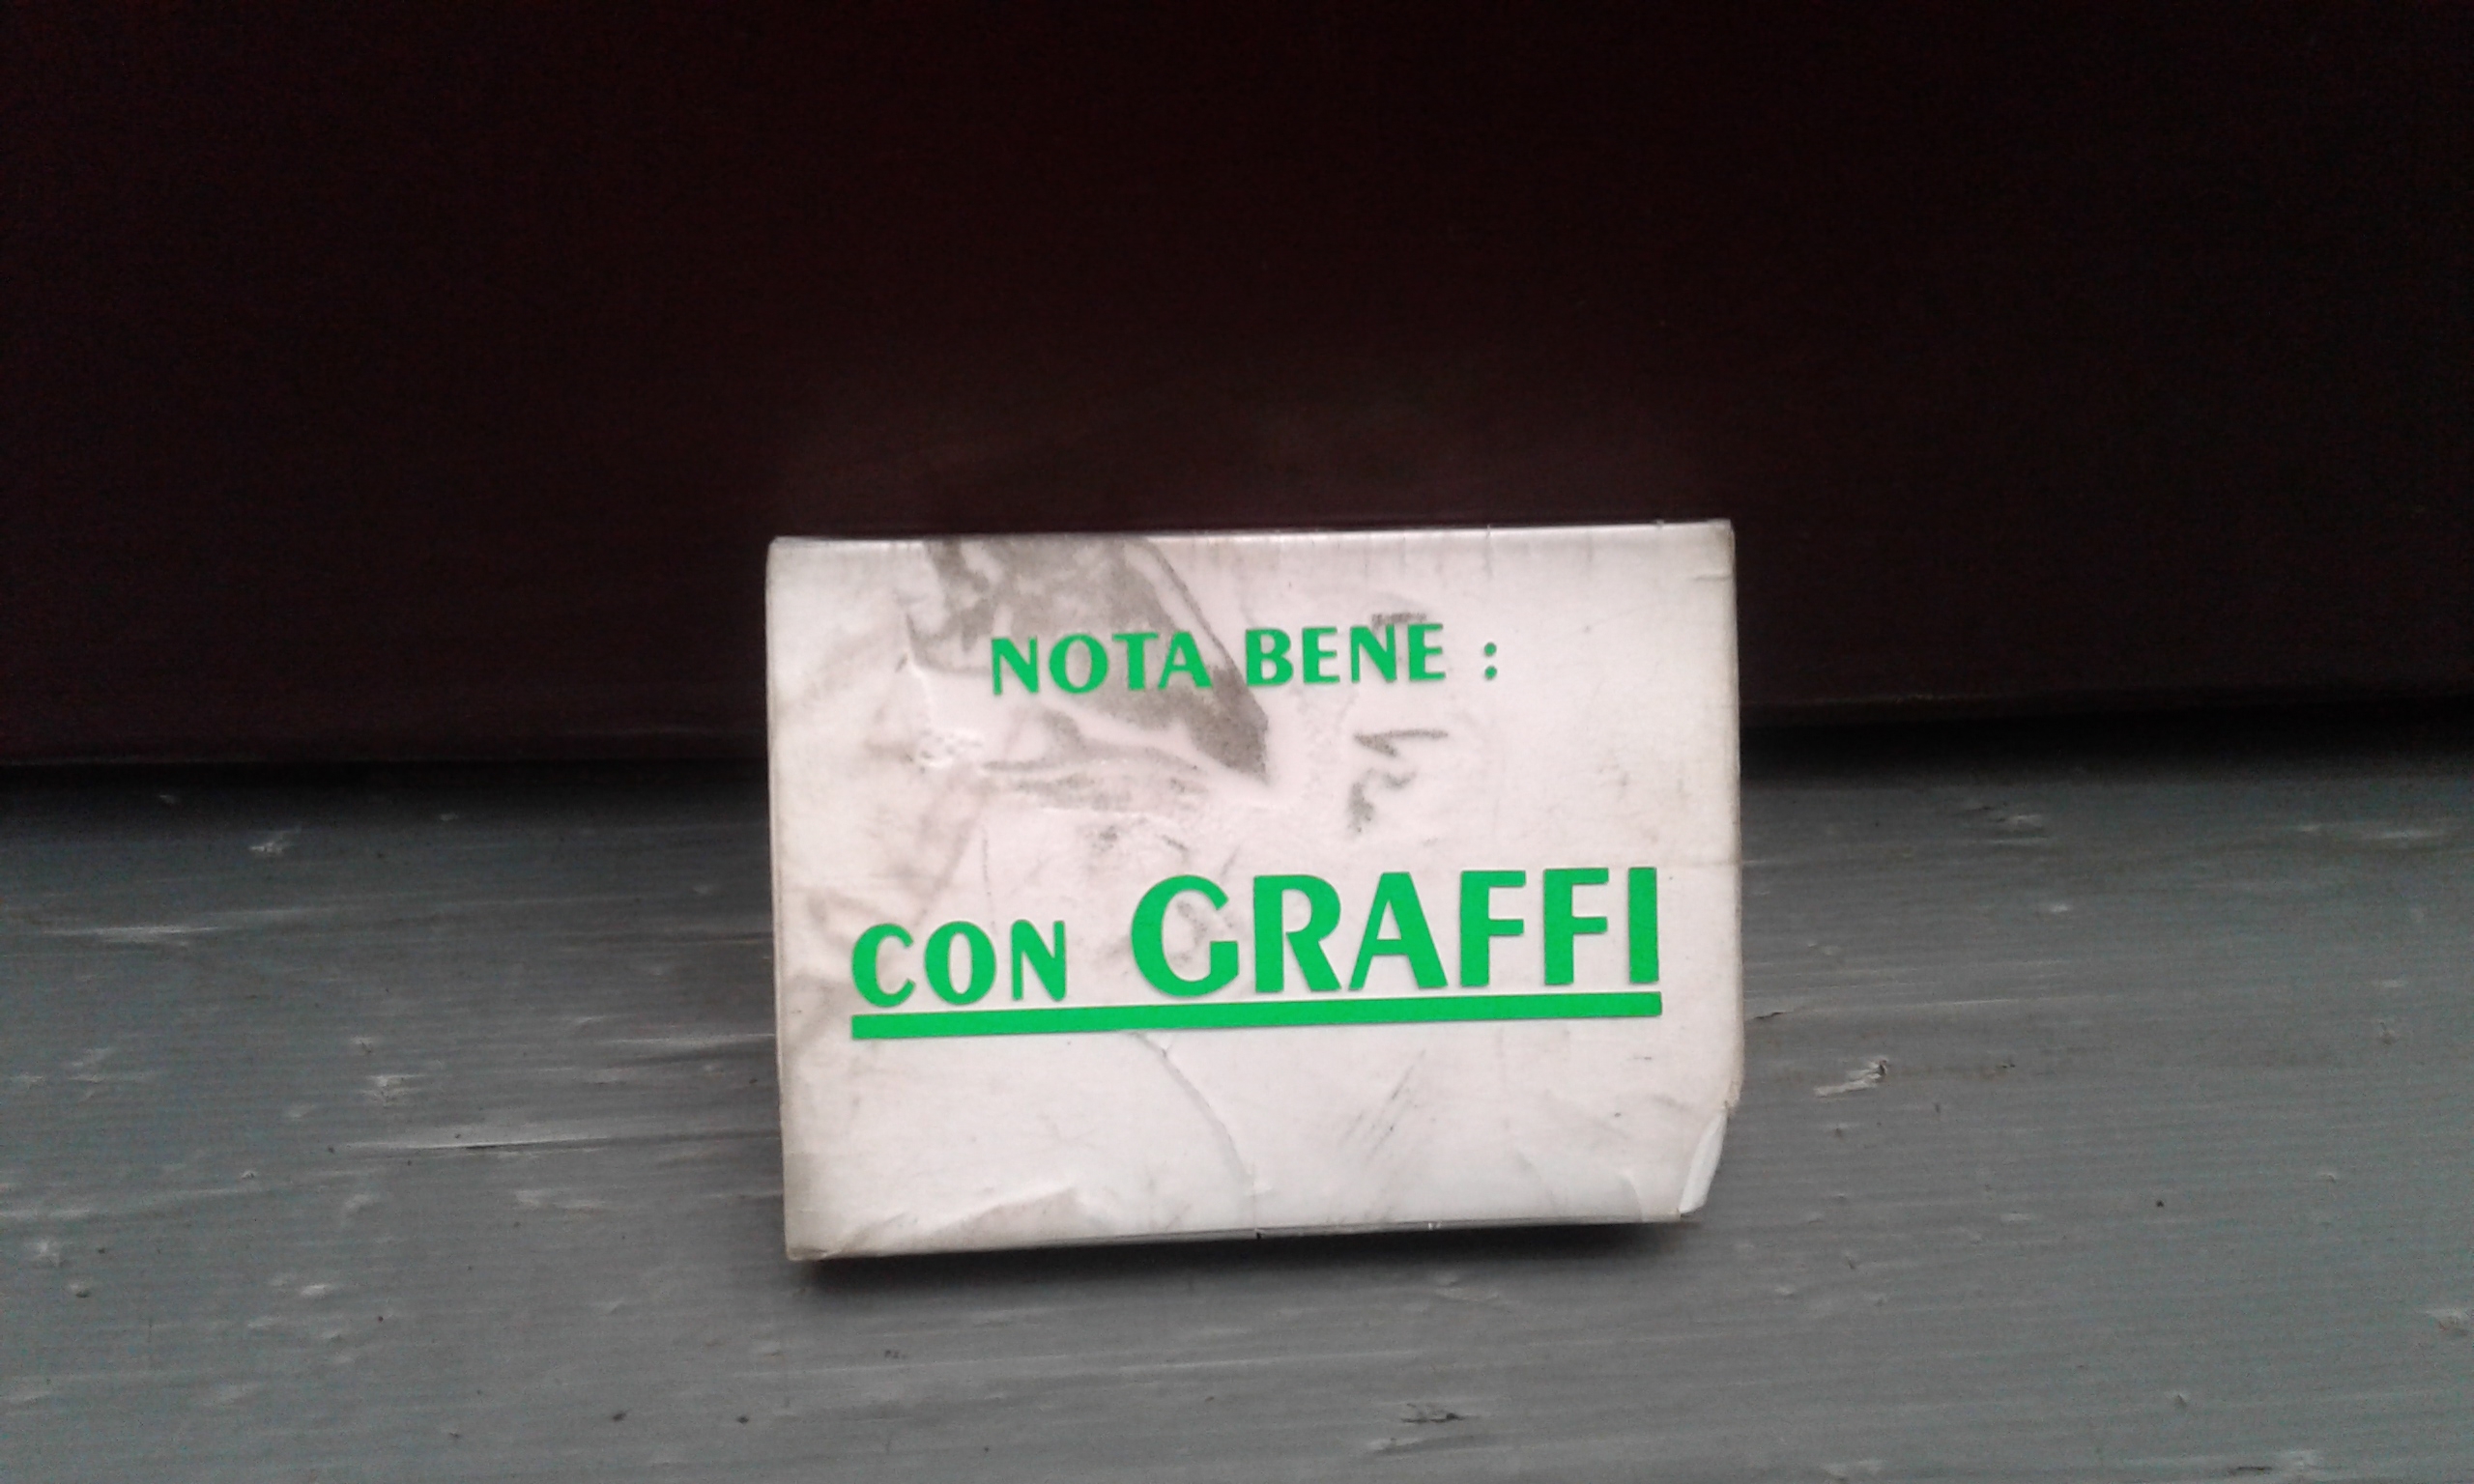 NOTA BENE :
CON GRAFFI